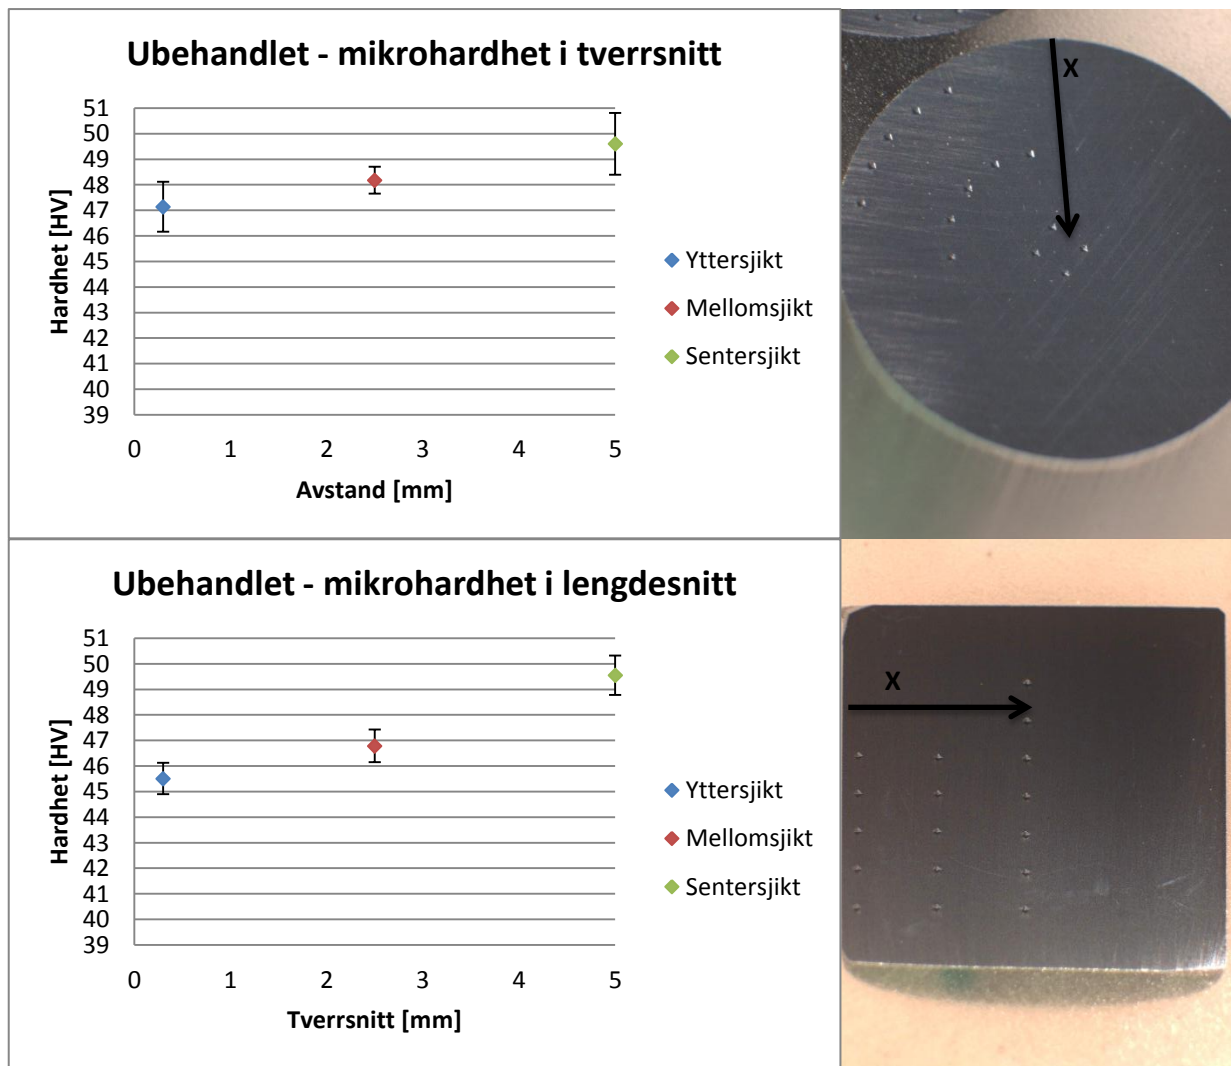 Ubehandlet - mikrohardhet i tverrsnitt
Hardhet [HV]
51
50
49
48
47
46
45
44
43
42
41
40
39
0 1 2 3 4 5
Avstand [mm]
Yttersjikt
Mellomsjikt
Sentersjikt
X
Ubehandlet - mikrohardhet i lengdesnitt
Hardhet [HV]
51
50
49
48
47
46
45
44
43
42
41
40
39
0 1 2 3 4 5
Tverrsnitt [mm]
Yttersjikt
Mellomsjikt
Sentersjikt
X